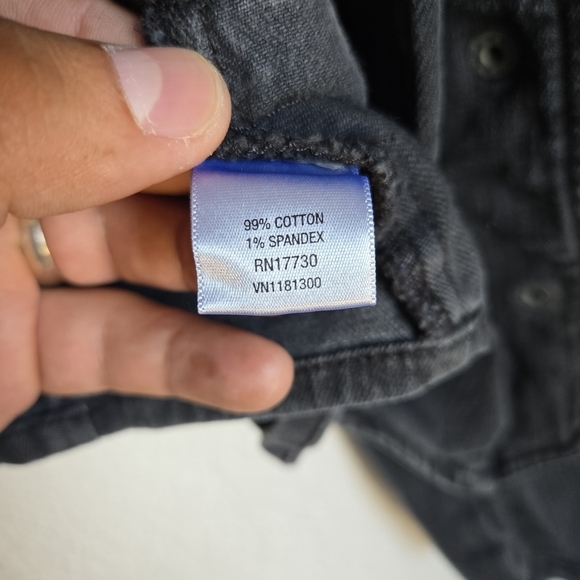 99% COTTON
1% SPANDEX
RN17730
VN1181300